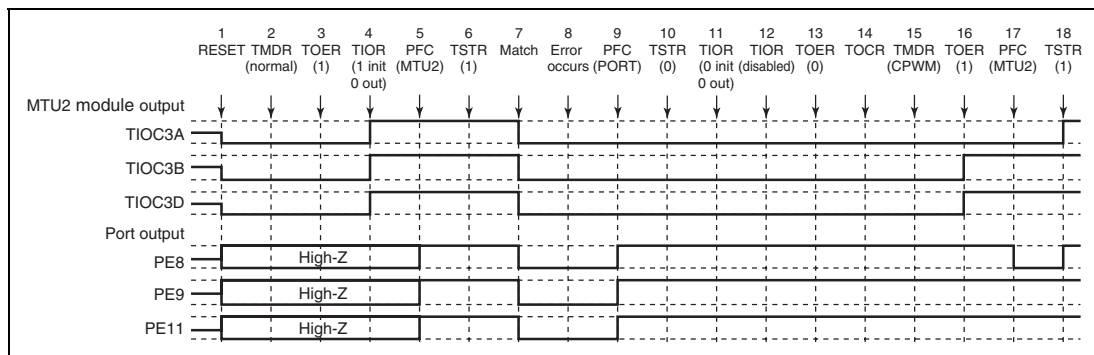 1 2 3 4 5 6 7 8 9 10 11 12 13 14 15 16 17 18
RESET TMDR TOER TIOR PFC TSTR Match Error PFC TSTR TIOR TIOR TOER TOCR TMDR TOER PFC TSTR
(normal) (1) (1 init (MTU2) (1) occurs (PORT) (0) (0 init (disabled) (0) (CPWM) (1) (MTU2) (1)
0 out) 0 out)
MTU2 module output
TIOC3A
TIOC3B
TIOC3D
Port output
PE8 High-Z
PE9 High-Z
PE11 High-Z